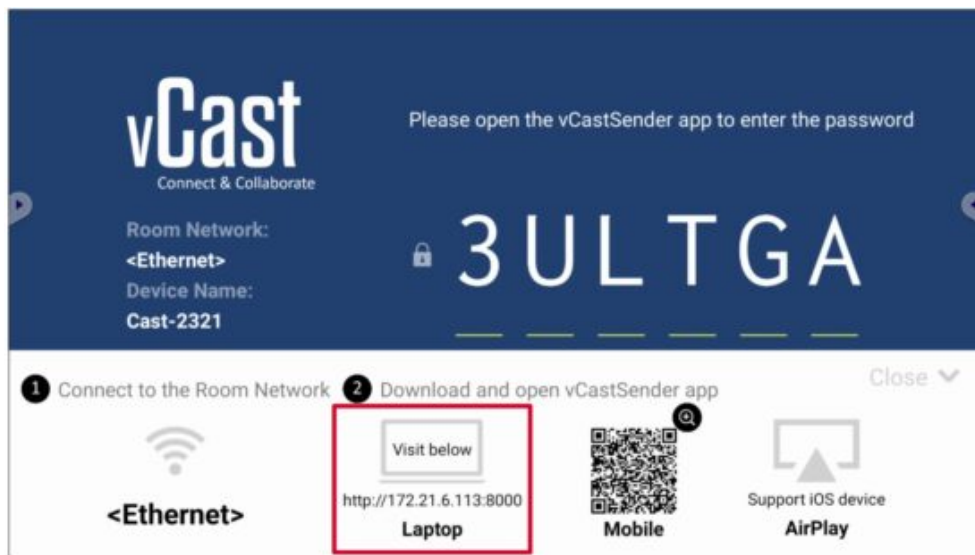 vCast
Connect & Collaborate
Please open the vCastSender app to enter the password
Room Network:
<Ethernet>
Device Name:
Cast-2321
3ULTGA
1 Connect to the Room Network
2 Download and open vCastSender app
Close
<Ethernet>
Visit below
http://172.21.6.113:8000
Laptop
Mobile
Support iOS device
AirPlay